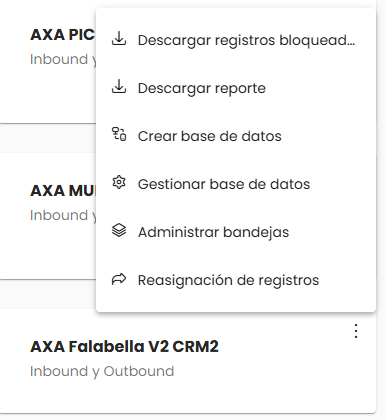 AXA PIC
Inbound y
Descargar registros bloquead...
Descargar reporte
Crear base de datos
AXA MU
Gestionar base de datos
Inbound y
Administrar bandejas
Reasignación de registros
AXA Falabella V2 CRM2
Inbound y Outbound